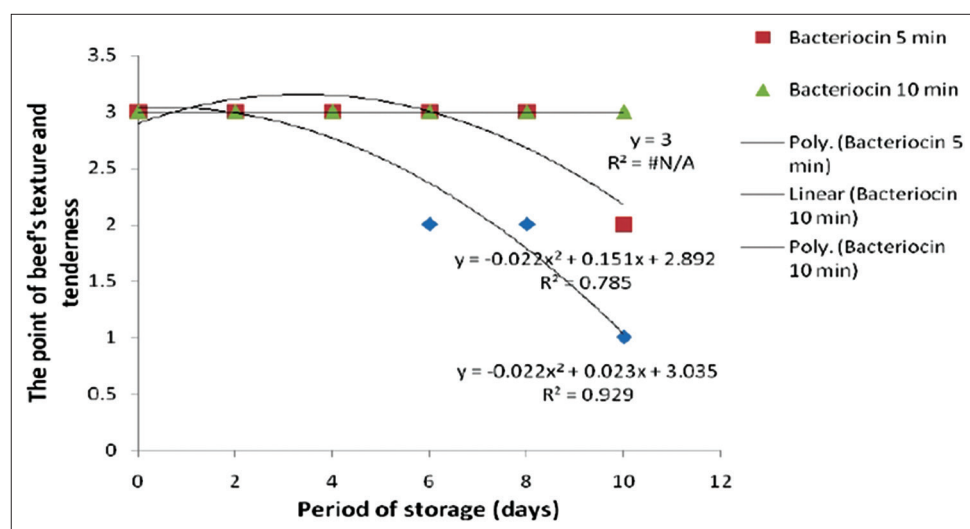 3.5
3
2.5
2
1.5
1
0.5
0
0 2 4 6 8 10 12
The point of beef's texture and
tenderness
Period of storage (days)
y = 3
R² = #N/A
y = -0.022x² + 0.151x + 2.892
R² = 0.785
y = -0.022x² + 0.023x + 3.035
R² = 0.929
Bacteriocin 5 min
Bacteriocin 10 min
Poly. (Bacteriocin 5
min)
Linear (Bacteriocin
10 min)
Poly. (Bacteriocin
10 min)